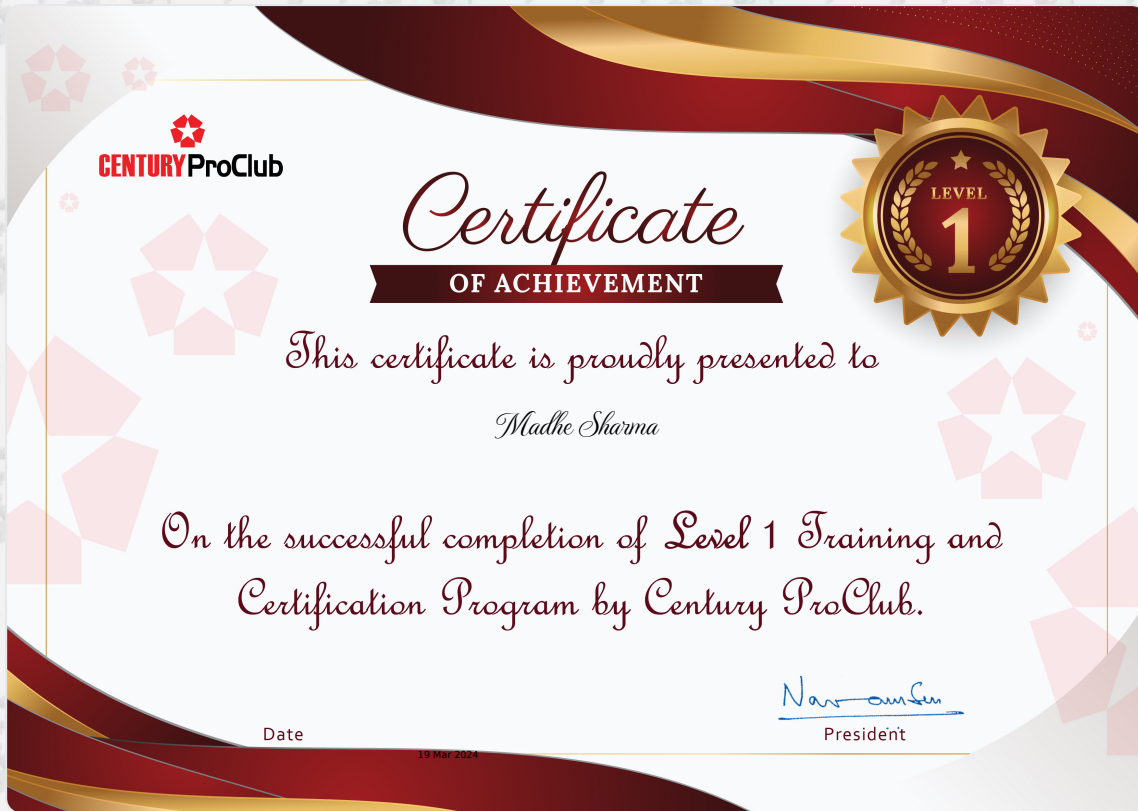 CENTURY ProClub
LEVEL
1
Certificate
OF ACHIEVEMENT
This certificate is proudly presented to
Madhe Sharma
On the successful completion of Level 1 Training and
Certification Program by Century ProClub.
Date
President
19 Mar 2024